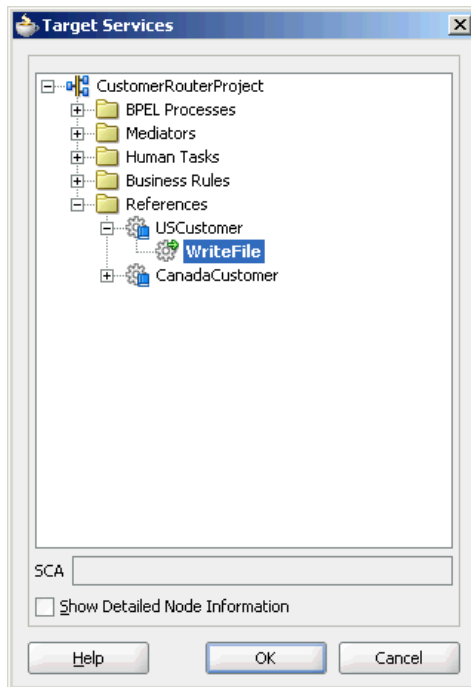 Target Services
CustomerRouterProject
BPEL Processes
Mediators
Human Tasks
Business Rules
References
USCustomer
WriteFile
CanadaCustomer
SCA
Show Detailed Node Information
Help OK Cancel